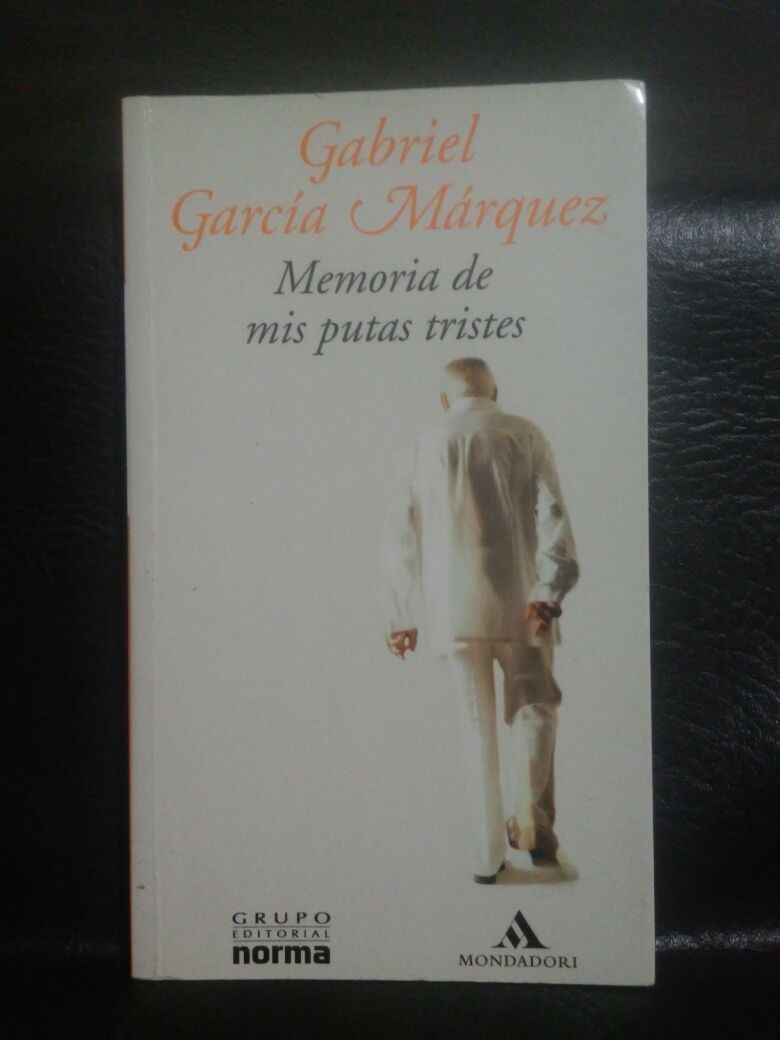 Gabriel
García Márquez
Memoria de
mis putas tristes
GRUPO
EDITORIAL
norma
MONDADORI